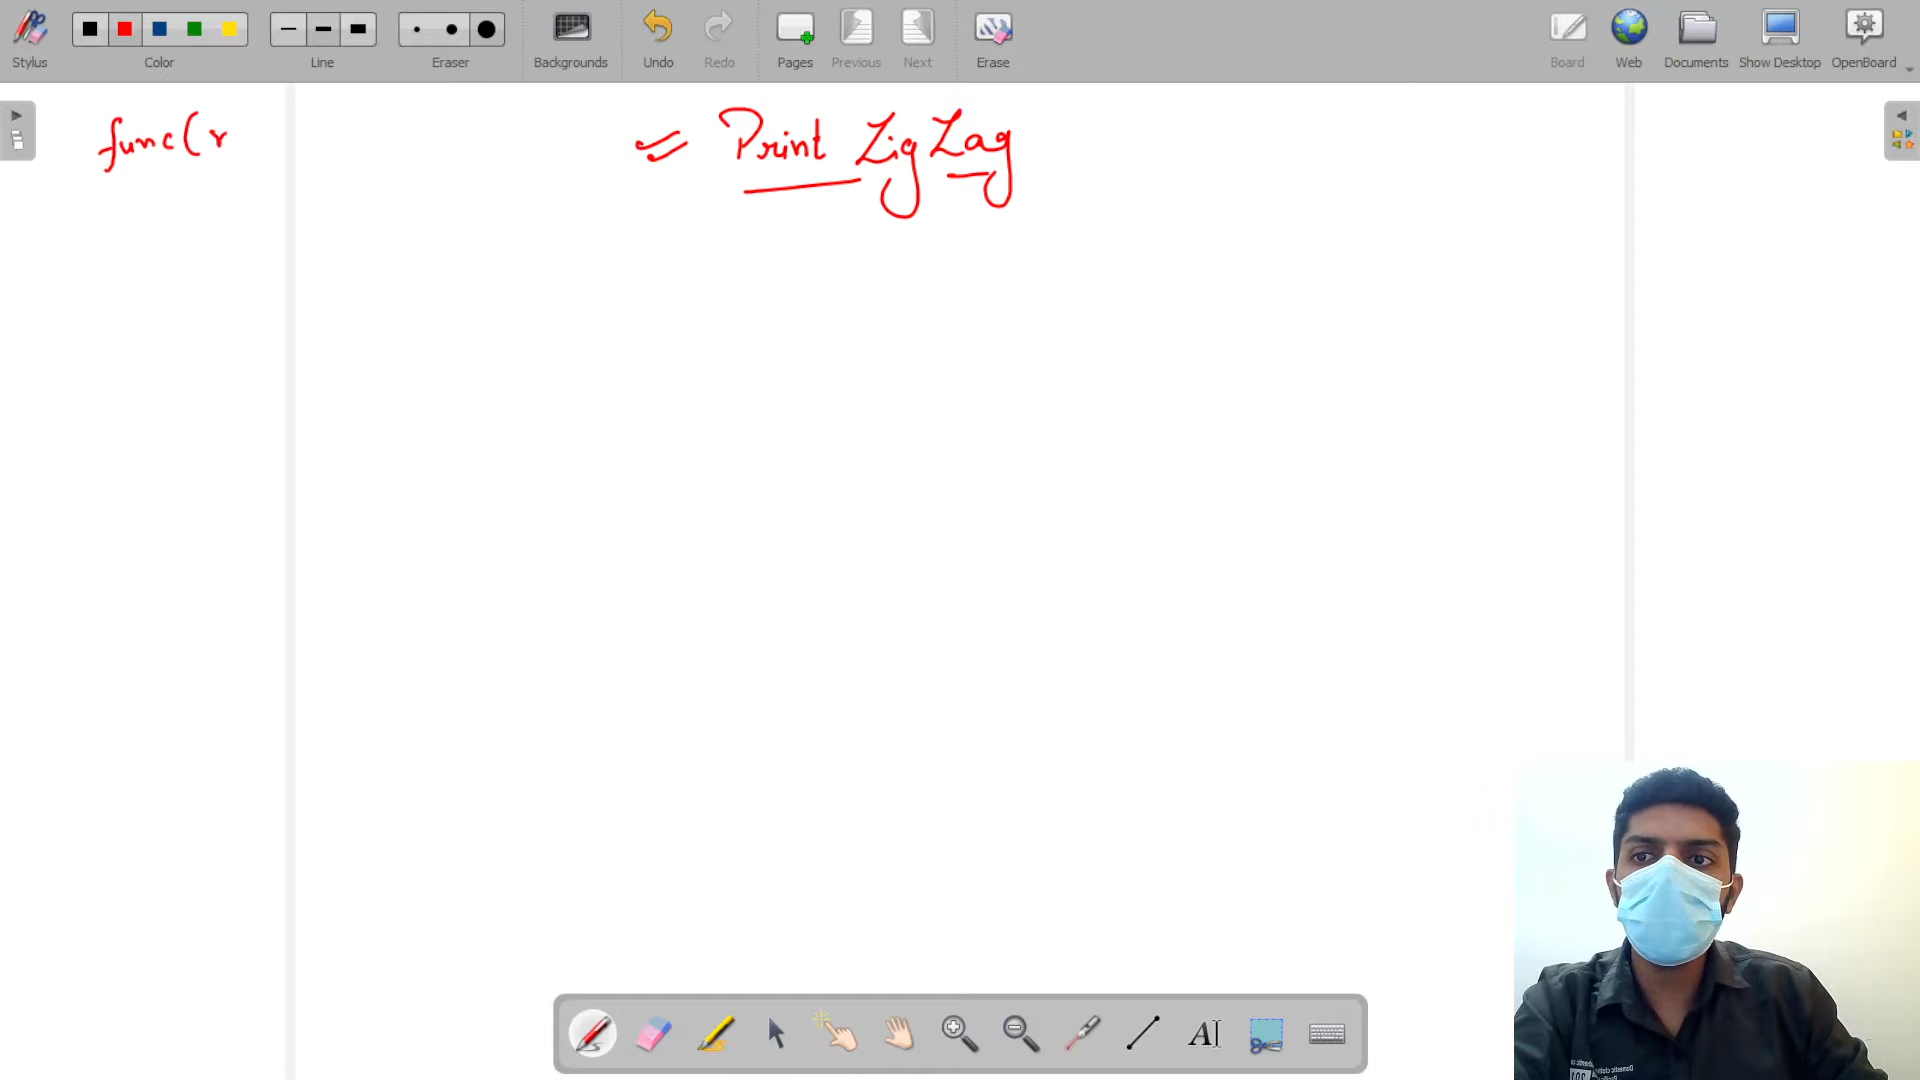 Stylus
Color
Line
Eraser
Backgrounds
Undo
Redo
Pages
Previous
Next
Erase
Board
Web
Documents
Show Desktop
OpenBoard
func(n
Print ZigZag
A